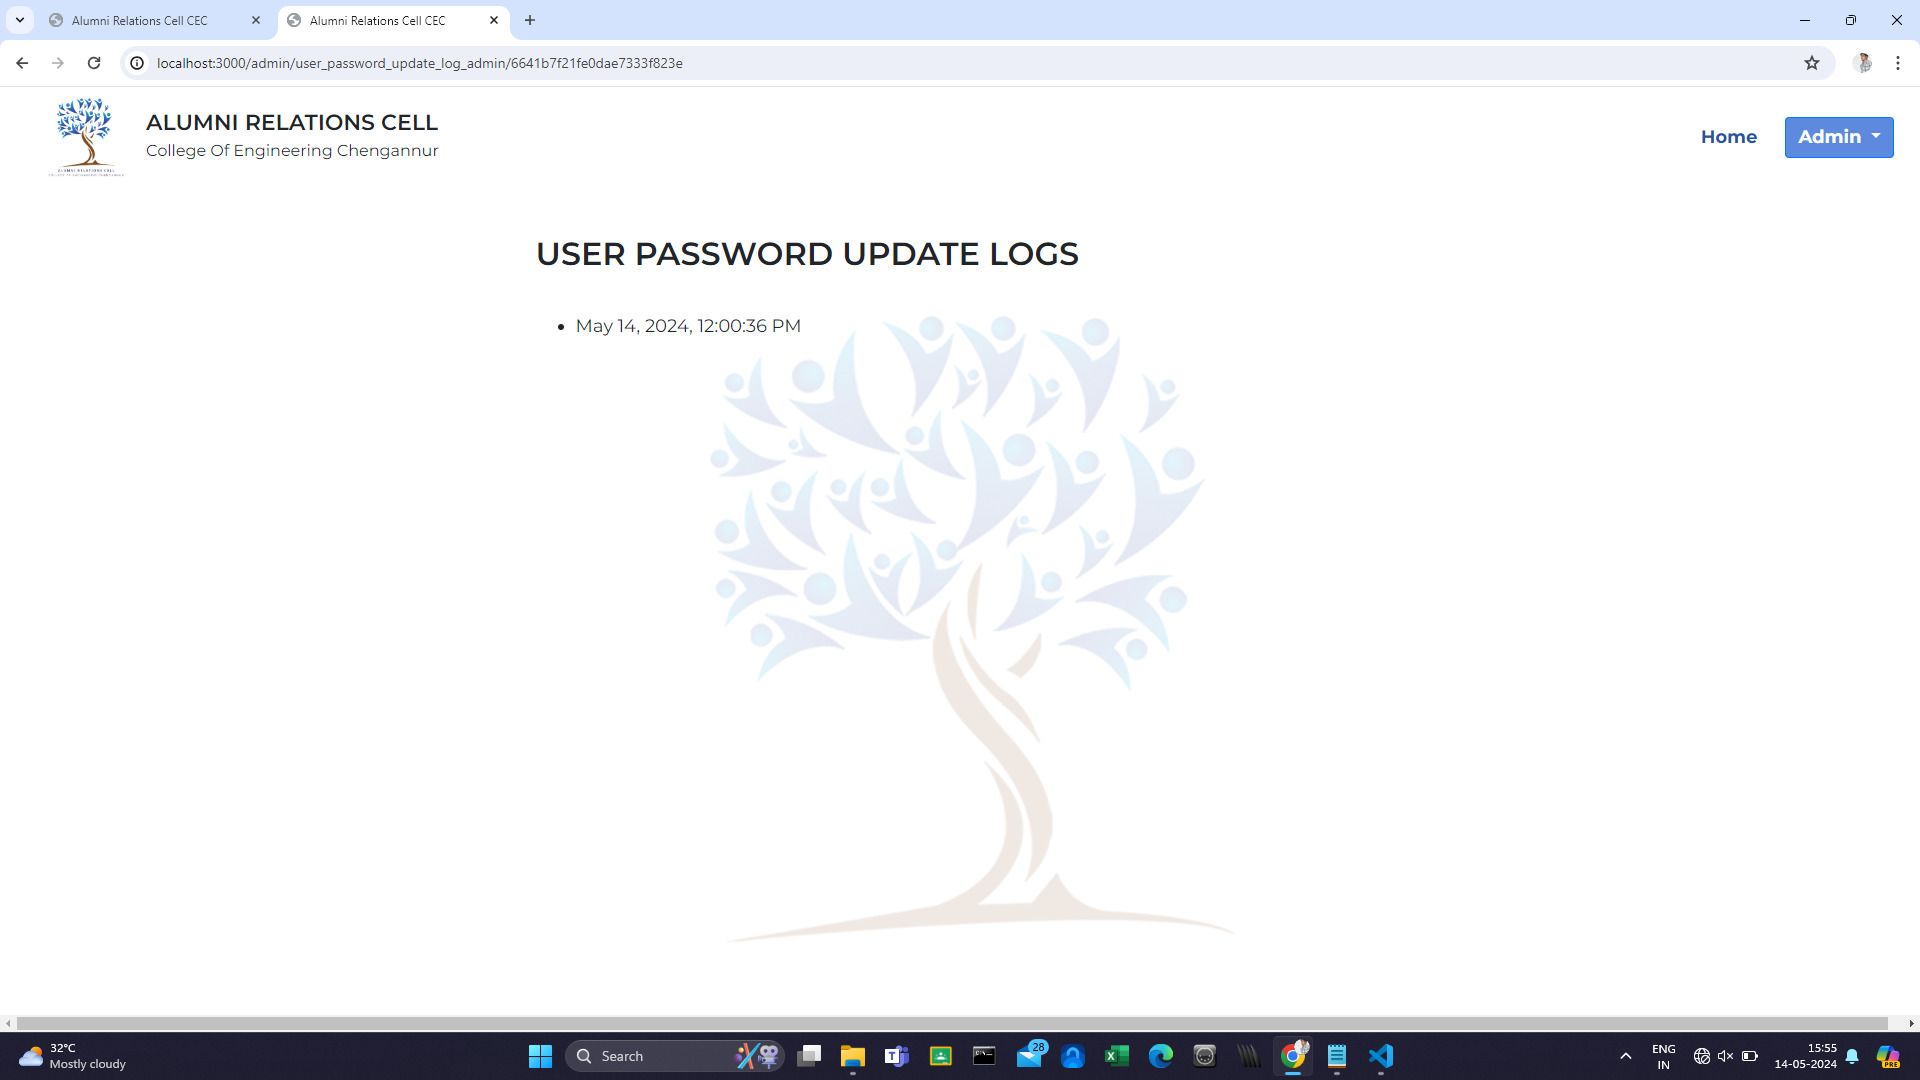 Alumni Relations Cell CEC
Alumni Relations Cell CEC
localhost:3000/admin/user_password_update_log_admin/6641b7f21fe0dae7333f823e
ALUMNI RELATIONS CELL
College Of Engineering Chengannur
Home
Admin
USER PASSWORD UPDATE LOGS
May 14, 2024, 12:00:36 PM
32°C
Mostly cloudy
Search
28
ENG
IN
15:55
14-05-2024
PRE